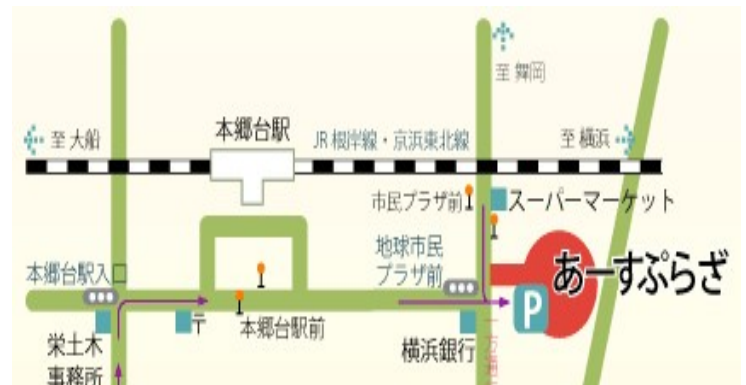 至 舞岡
本郷台駅
JR 根岸線・京浜東北線
至 大船
至 横浜
市民プラザ前
スーパーマーケット
地球市民
プラザ前
あーすぷらざ
本郷台駅入口
P
〒
本郷台駅前
横浜銀行
栄土木
事務所
一方通